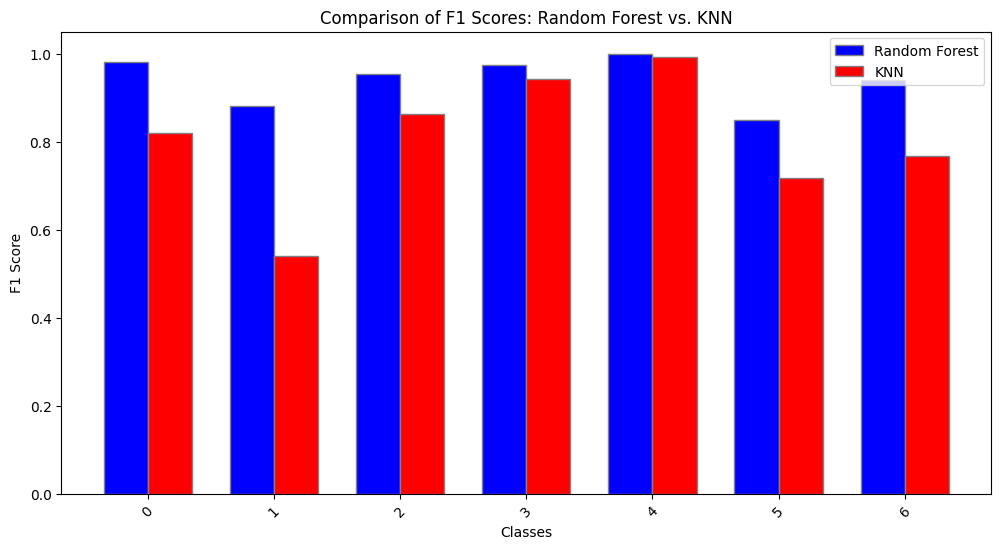 Comparison of F1 Scores: Random Forest vs. KNN
Random Forest
KNN
F1 Score
1.0
0.8
0.6
0.4
0.2
0.0
0 1 2 3 4 5 6
Classes